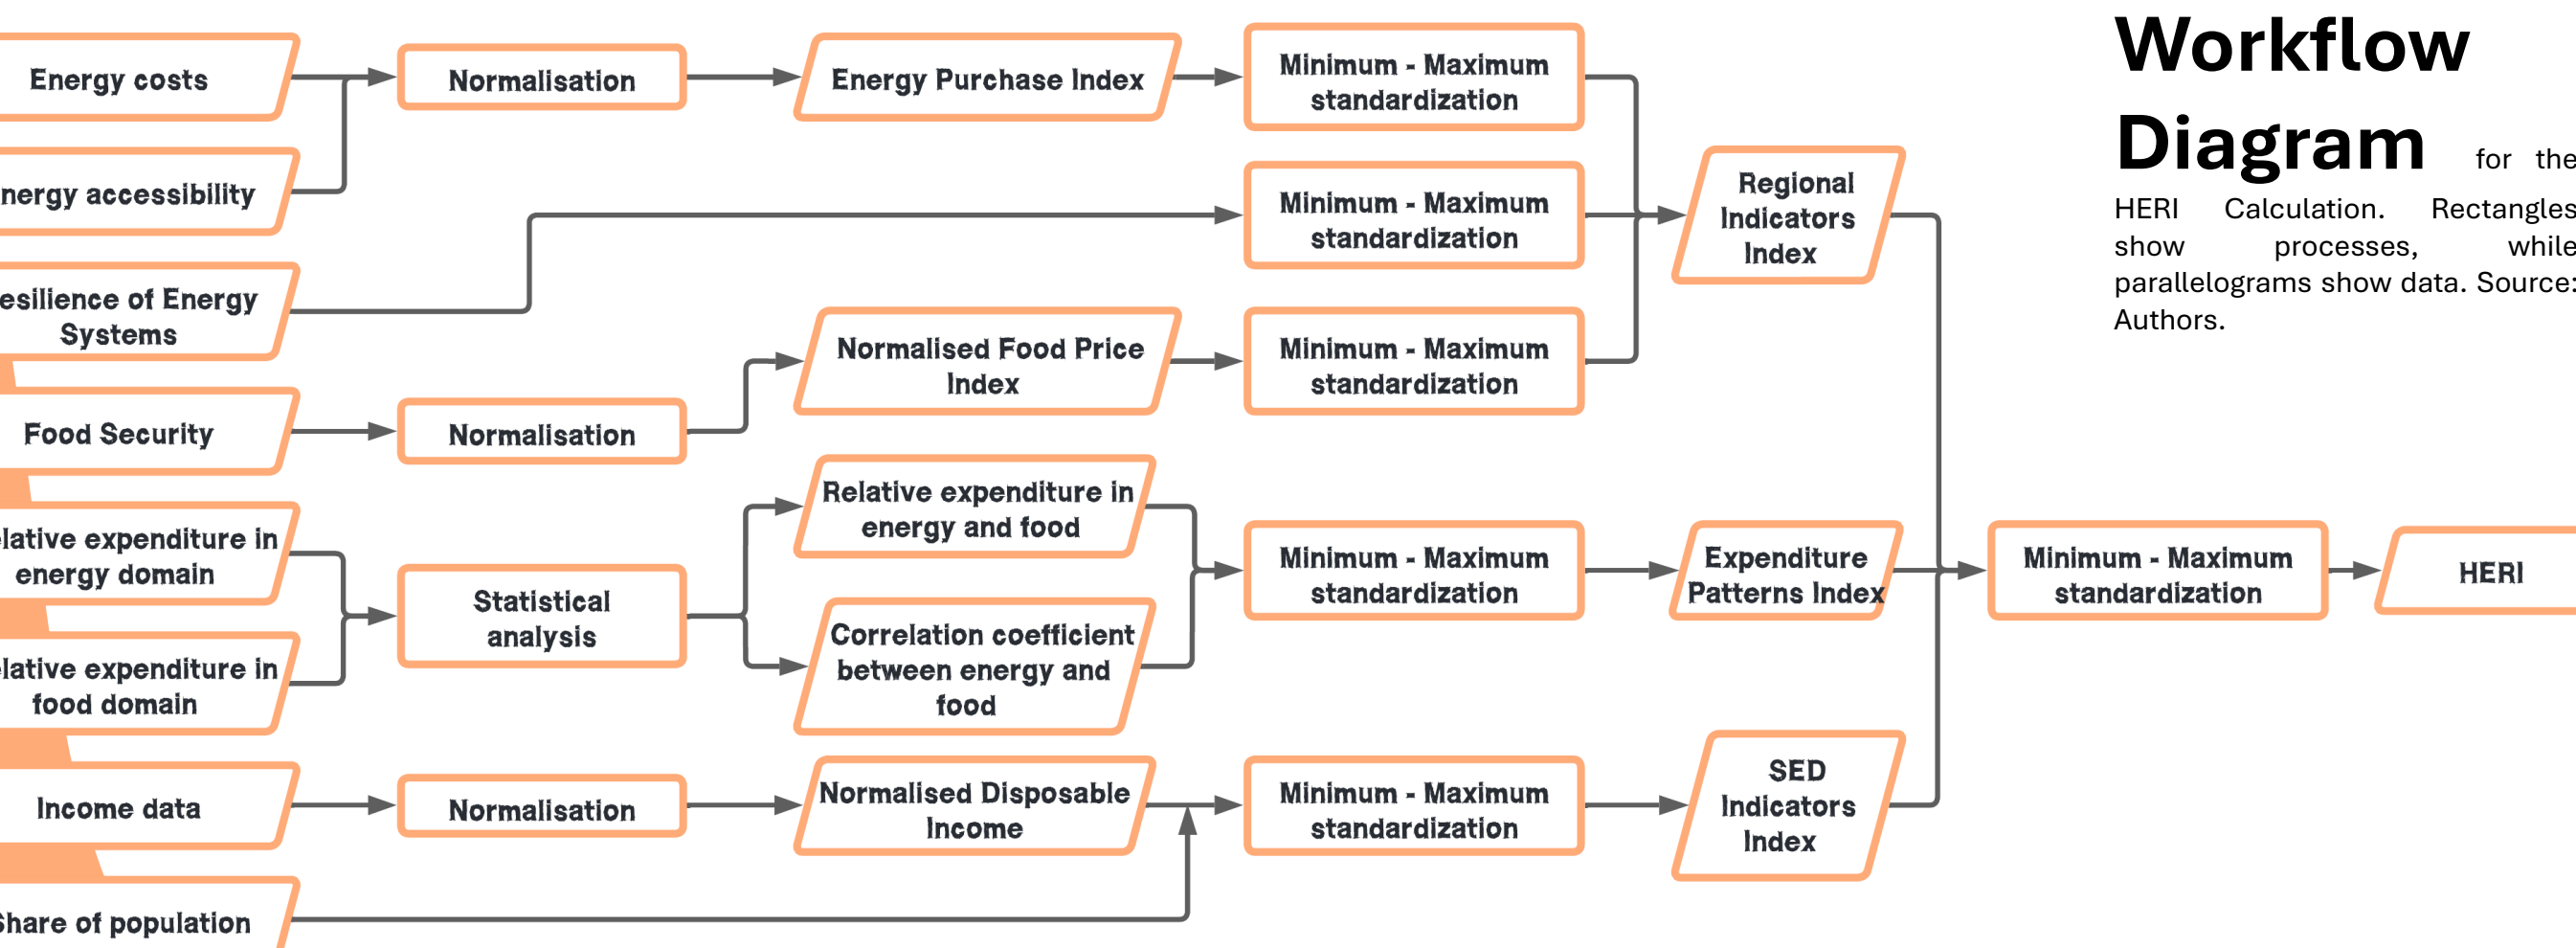 Energy costs
Normalisation
Energy Purchase Index
Minimum - Maximum
standardization
nergy accessibility
Minimum - Maximum
standardization
Regional
Indicators
Index
esilience of Energy
Systems
Normalised Food Price
Index
Minimum - Maximum
standardization
Food Security
Normalisation
Relative expenditure in
energy and food
lative expenditure in
energy domain
Statistical
analysis
Minimum - Maximum
standardization
Expenditure
Patterns Index
Minimum - Maximum
standardization
HERI
Correlation coefficient
between energy and
food
lative expenditure in
food domain
Income data
Normalisation
Normalised Disposable
Income
Minimum - Maximum
standardization
SED
Indicators
Index
Share of population
Workflow
Diagram for the
HERI Calculation. Rectangles
show processes, while
parallelograms show data. Source:
Authors.